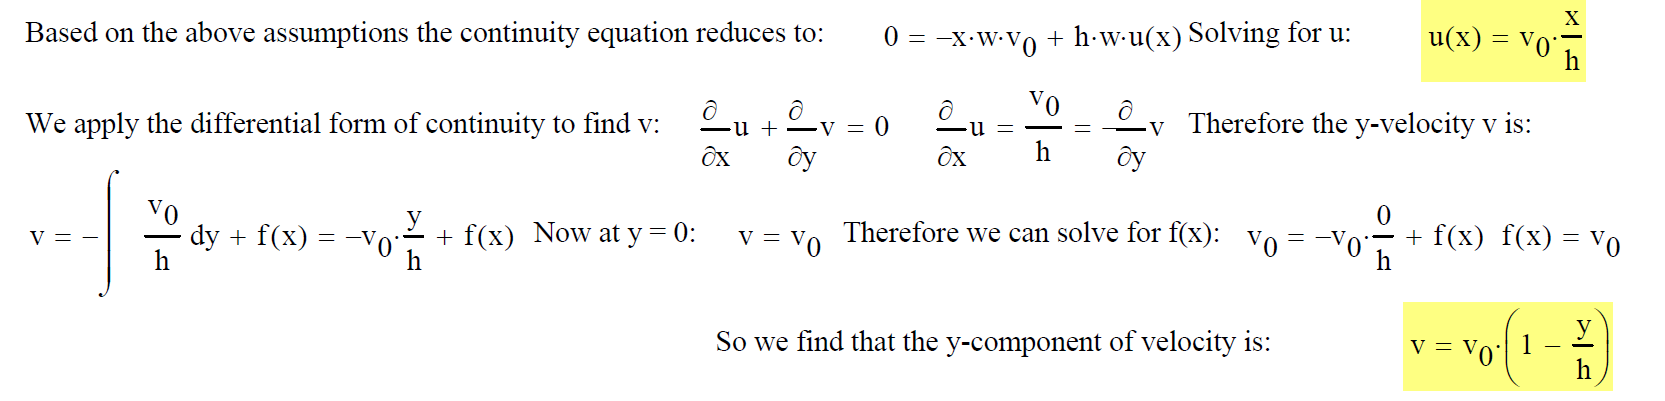 Based on the above assumptions the continuity equation reduces to: 0 = −x·w·v₀ + h·w·u(x) Solving for u: u(x) = v₀·x/h
We apply the differential form of continuity to find v: ∂/∂x u + ∂/∂y v = 0 ∂/∂x u = v₀/h = −∂/∂y v Therefore the y-velocity v is:
v = −∫ v₀/h dy + f(x) = −v₀·y/h + f(x) Now at y = 0: v = v₀ Therefore we can solve for f(x): v₀ = −v₀·0/h + f(x) f(x) = v₀
So we find that the y-component of velocity is: v = v₀·(1 − y/h)